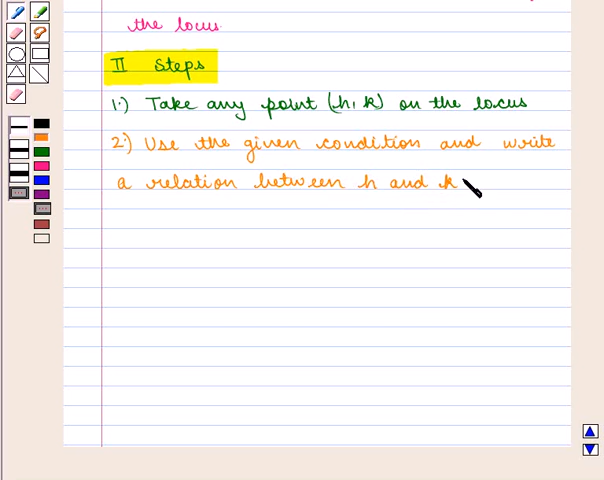 the locus
II Steps
1.) Take any point (h,k) on the locus
2.) Use the given condition and write
a relation between h and k